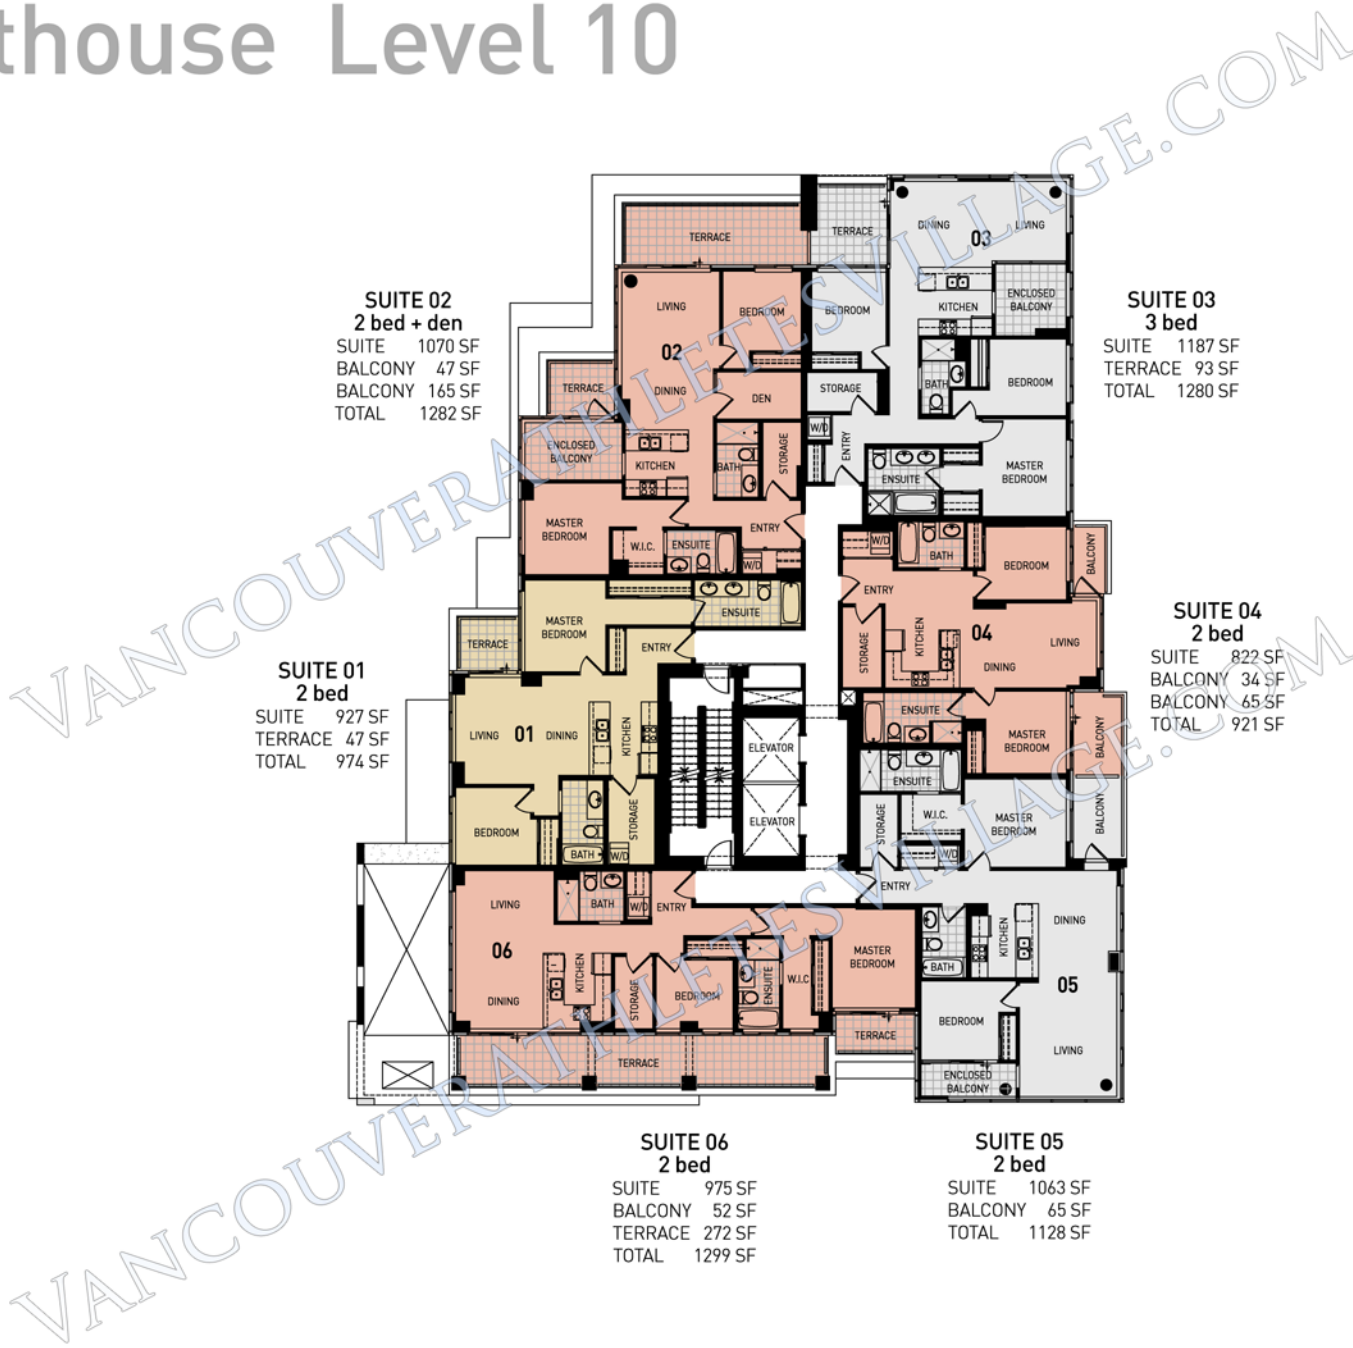 thouse Level 10
VANCOUVERATHLETESVILLAGE.COM
SUITE 02
2 bed + den
SUITE 1070 SF
BALCONY 47 SF
BALCONY 165 SF
TOTAL 1282 SF
SUITE 03
3 bed
SUITE 1187 SF
TERRACE 93 SF
TOTAL 1280 SF
TERRACE
LIVING
BEDROOM
02
TERRACE
DINING
DEN
ENCLOSED
BALCONY
KITCHEN
BATH
STORAGE
MASTER
BEDROOM
W.I.C.
ENSUITE
W/D
ENTRY
TERRACE
DINING
LIVING
03
BEDROOM
KITCHEN
ENCLOSED
BALCONY
STORAGE
BATH
BEDROOM
W/D
ENTRY
ENSUITE
MASTER
BEDROOM
SUITE 01
2 bed
SUITE 927 SF
TERRACE 47 SF
TOTAL 974 SF
SUITE 04
2 bed
SUITE 822 SF
BALCONY 34 SF
BALCONY 65 SF
TOTAL 921 SF
MASTER
BEDROOM
ENSUITE
TERRACE
ENTRY
LIVING
01
DINING
KITCHEN
BEDROOM
BATH
W/D
STORAGE
ELEVATOR
ELEVATOR
W/D
BATH
BEDROOM
BALCONY
ENTRY
STORAGE
KITCHEN
04
LIVING
DINING
ENSUITE
MASTER
BEDROOM
BALCONY
ENSUITE
STORAGE
W.I.C.
MASTER
BEDROOM
BALCONY
W/D
ENTRY
BATH
KITCHEN
DINING
05
BEDROOM
LIVING
ENCLOSED
BALCONY
LIVING
BATH
W/D
ENTRY
06
DINING
KITCHEN
STORAGE
BEDROOM
ENSUITE
W.I.C
MASTER
BEDROOM
TERRACE
TERRACE
VANCOUVERATHLETESVILLAGE.COM
SUITE 06
2 bed
SUITE 975 SF
BALCONY 52 SF
TERRACE 272 SF
TOTAL 1299 SF
SUITE 05
2 bed
SUITE 1063 SF
BALCONY 65 SF
TOTAL 1128 SF